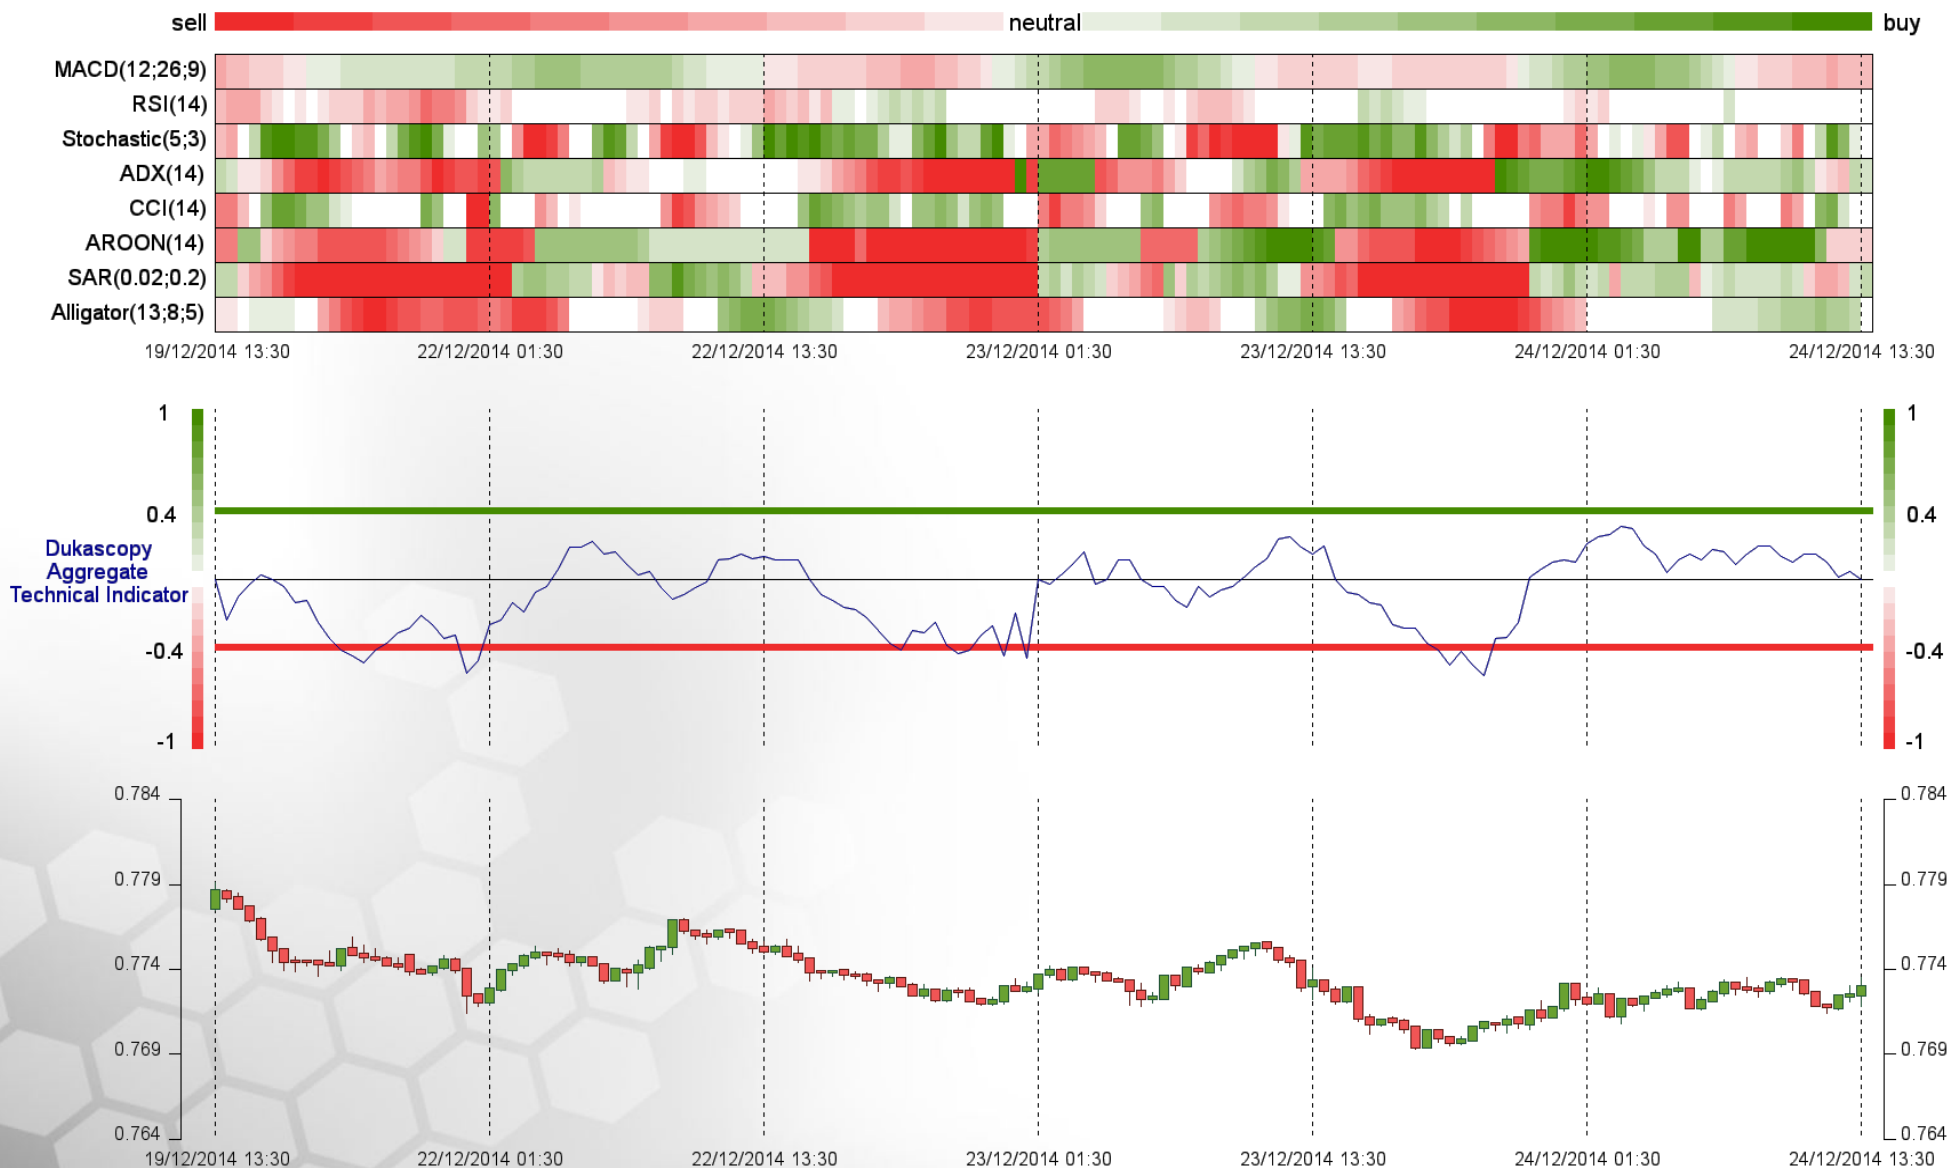 sell neutral buy
MACD(12;26;9)
RSI(14)
Stochastic(5;3)
ADX(14)
CCI(14)
AROON(14)
SAR(0.02;0.2)
Alligator(13;8;5)
19/12/2014 13:30 22/12/2014 01:30 22/12/2014 13:30 23/12/2014 01:30 23/12/2014 13:30 24/12/2014 01:30 24/12/2014 13:30
1 1
0.4 0.4
Dukascopy
Aggregate
Technical Indicator
-0.4 -0.4
-1 -1
0.784 0.784
0.779 0.779
0.774 0.774
0.769 0.769
0.764 0.764
19/12/2014 13:30 22/12/2014 01:30 22/12/2014 13:30 23/12/2014 01:30 23/12/2014 13:30 24/12/2014 01:30 24/12/2014 13:30